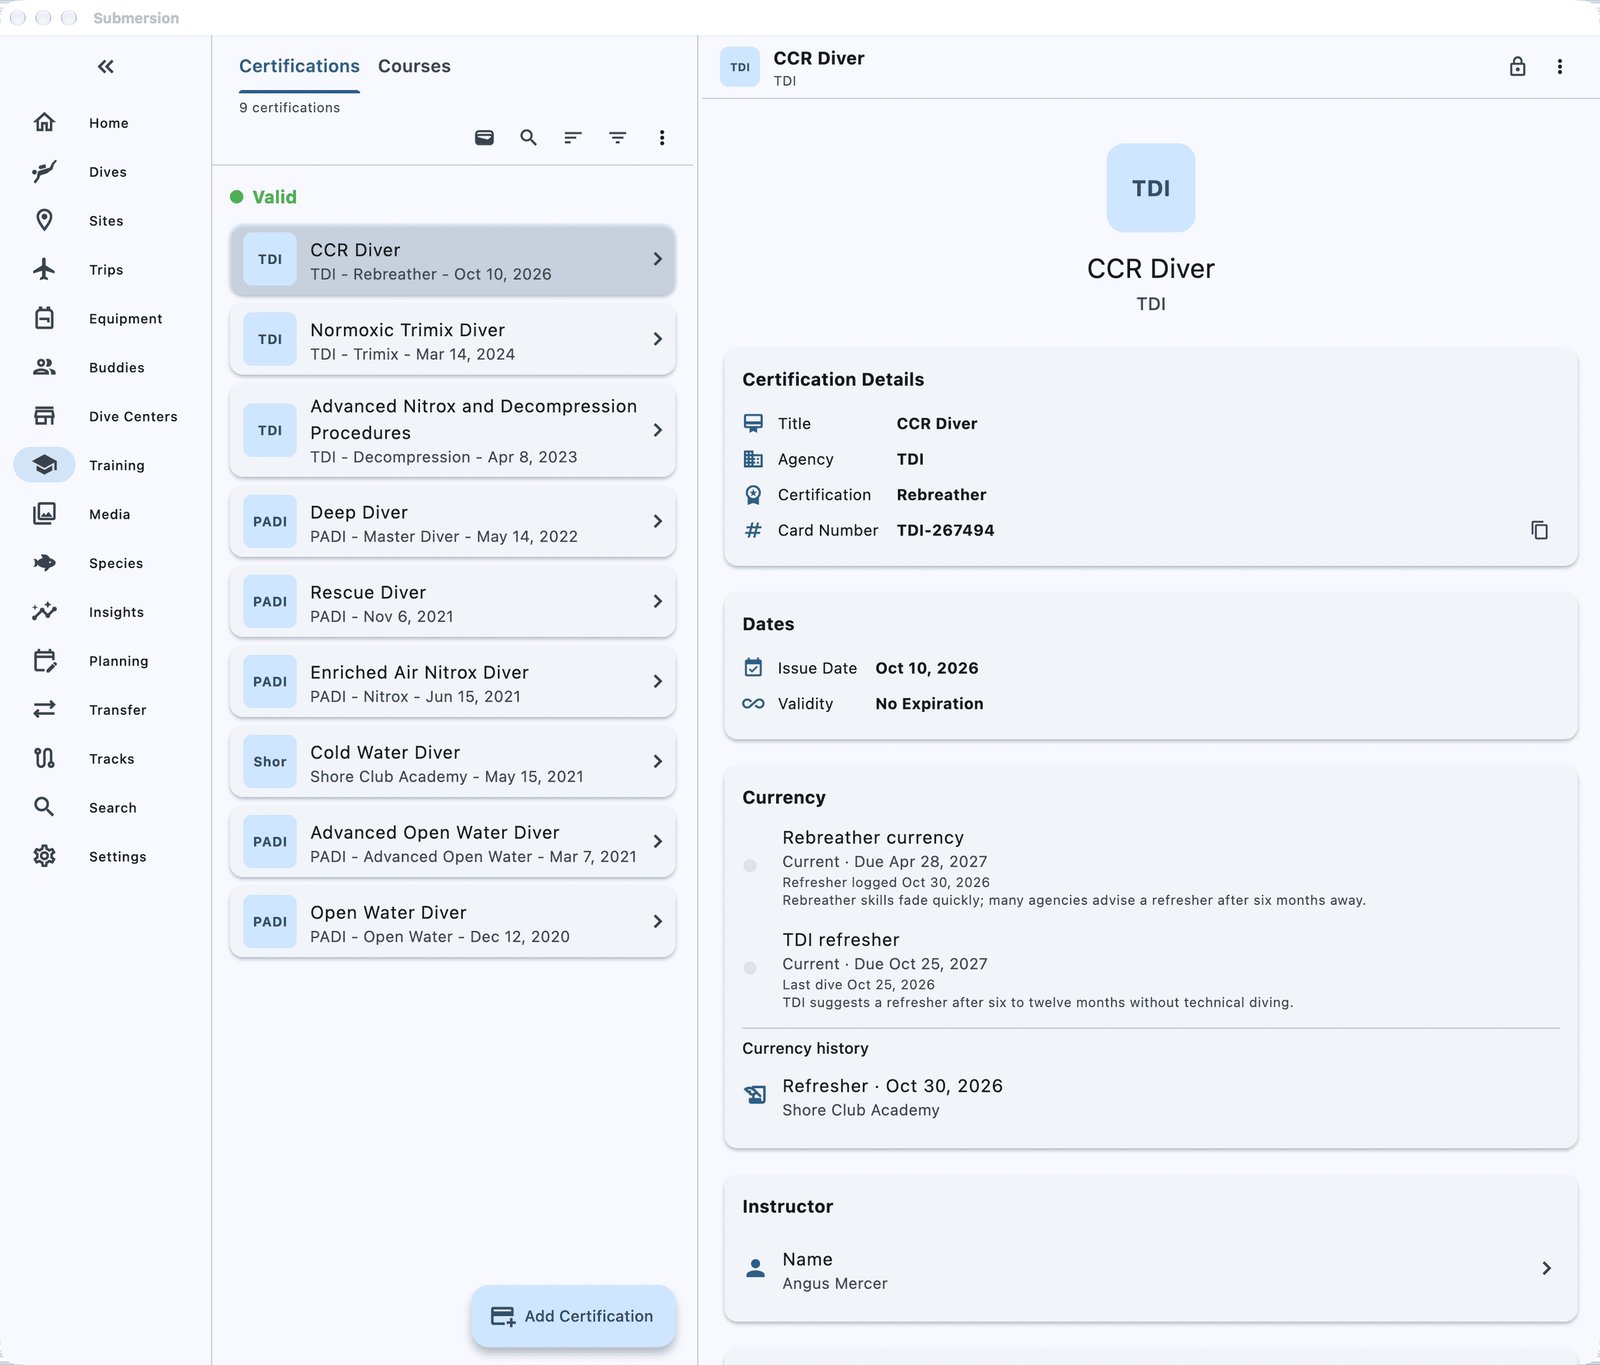 Submersion
Home
Dives
Sites
Trips
Equipment
Buddies
Dive Centers
Training
Media
Species
Insights
Planning
Transfer
Tracks
Search
Settings
Certifications Courses
9 certifications
Valid
TDI
CCR Diver
TDI - Rebreather - Oct 10, 2026
TDI
Normoxic Trimix Diver
TDI - Trimix - Mar 14, 2024
TDI
Advanced Nitrox and Decompression
Procedures
TDI - Decompression - Apr 8, 2023
PADI
Deep Diver
PADI - Master Diver - May 14, 2022
PADI
Rescue Diver
PADI - Nov 6, 2021
PADI
Enriched Air Nitrox Diver
PADI - Nitrox - Jun 15, 2021
Shor
Cold Water Diver
Shore Club Academy - May 15, 2021
PADI
Advanced Open Water Diver
PADI - Advanced Open Water - Mar 7, 2021
PADI
Open Water Diver
PADI - Open Water - Dec 12, 2020
Add Certification
TDI
CCR Diver
TDI
TDI
CCR Diver
TDI
Certification Details
Title CCR Diver
Agency TDI
Certification Rebreather
# Card Number TDI-267494
Dates
Issue Date Oct 10, 2026
Validity No Expiration
Currency
Rebreather currency
Current · Due Apr 28, 2027
Refresher logged Oct 30, 2026
Rebreather skills fade quickly; many agencies advise a refresher after six months away.
TDI refresher
Current · Due Oct 25, 2027
Last dive Oct 25, 2026
TDI suggests a refresher after six to twelve months without technical diving.
Currency history
Refresher · Oct 30, 2026
Shore Club Academy
Instructor
Name
Angus Mercer